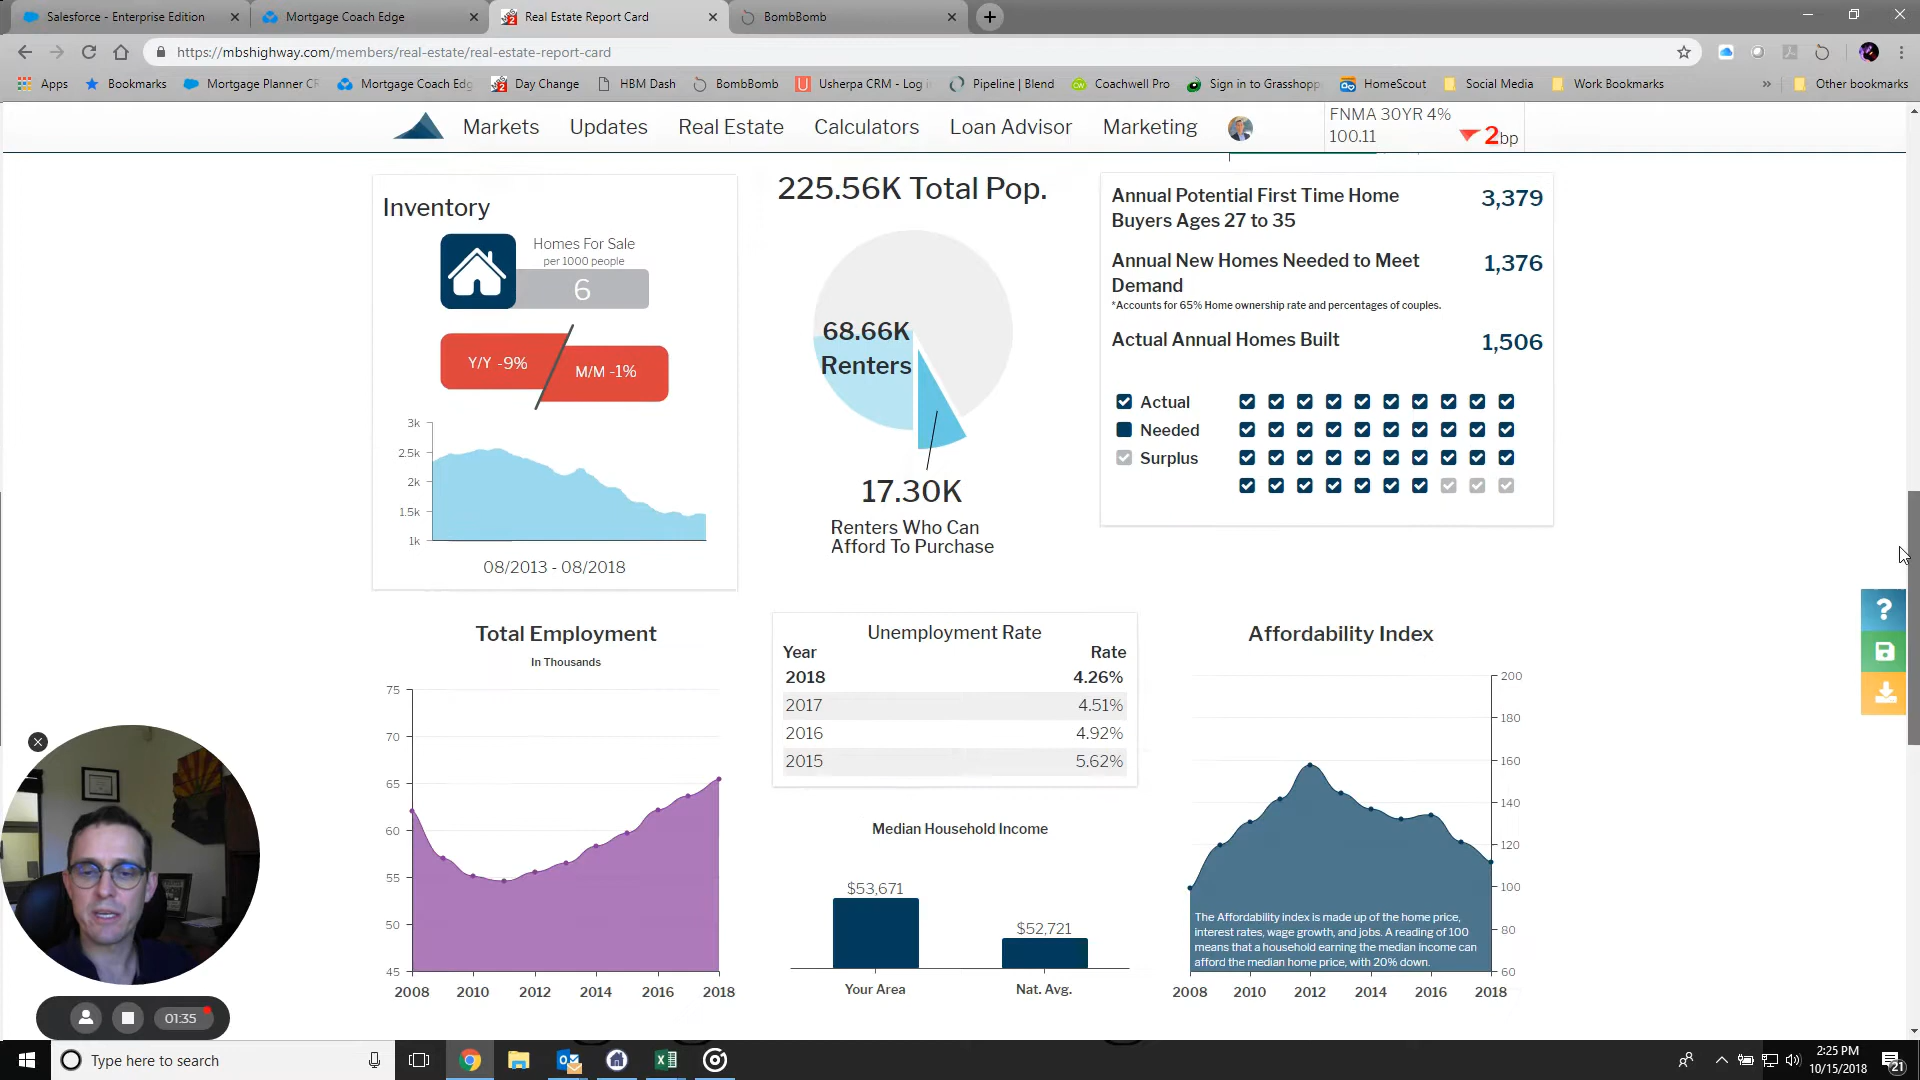 Salesforce - Enterprise Edition
Mortgage Coach Edge
Real Estate Report Card
BombBomb
https://mbshighway.com/members/real-estate/real-estate-report-card
Apps
Bookmarks
Mortgage Planner CR
Mortgage Coach Edg
Day Change
HBM Dash
BombBomb
Usherpa CRM - Log i
Pipeline | Blend
Coachwell Pro
Sign in to Grasshopp
HomeScout
Social Media
Work Bookmarks
»
Other bookmarks
Markets
Updates
Real Estate
Calculators
Loan Advisor
Marketing
FNMA 30YR 4%
100.11
2bp
Inventory
Homes For Sale
per 1000 people
6
Y/Y -9%
M/M -1%
3k
2.5k
2k
1.5k
1k
08/2013 - 08/2018
225.56K Total Pop.
68.66K
Renters
17.30K
Renters Who Can
Afford To Purchase
Annual Potential First Time Home
Buyers Ages 27 to 35
3,379
Annual New Homes Needed to Meet
Demand
1,376
*Accounts for 65% Home ownership rate and percentages of couples.
Actual Annual Homes Built
1,506
Actual
Needed
Surplus
Total Employment
In Thousands
75
70
65
60
55
50
45
2008 2010 2012 2014 2016 2018
Unemployment Rate
Year Rate
2018 4.26%
2017 4.51%
2016 4.92%
2015 5.62%
Median Household Income
$53,671
$52,721
Your Area
Nat. Avg.
Affordability Index
200
180
160
140
120
100
80
60
The Affordability index is made up of the home price,
interest rates, wage growth, and jobs. A reading of 100
means that a household earning the median income can
afford the median home price, with 20% down.
2008 2010 2012 2014 2016 2018
?
01:35
Type here to search
2:25 PM
10/15/2018
21